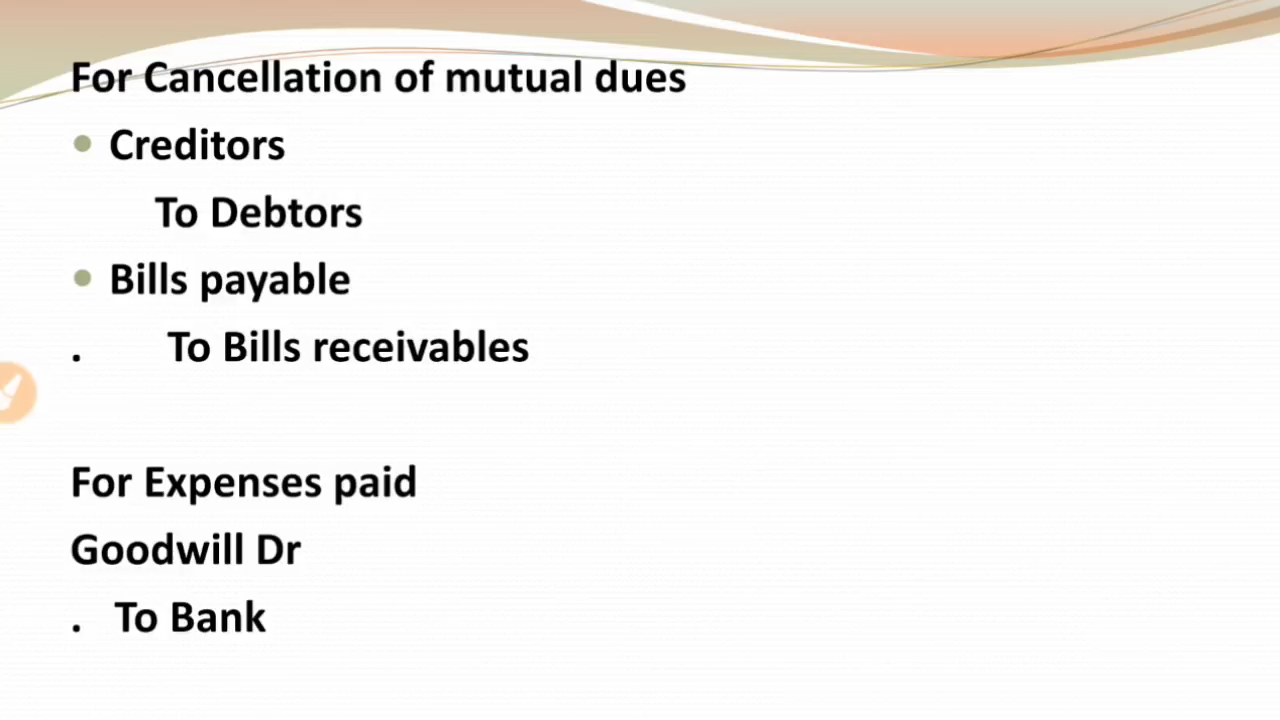 For Cancellation of mutual dues
• Creditors
To Debtors
• Bills payable
. To Bills receivables
For Expenses paid
Goodwill Dr
. To Bank